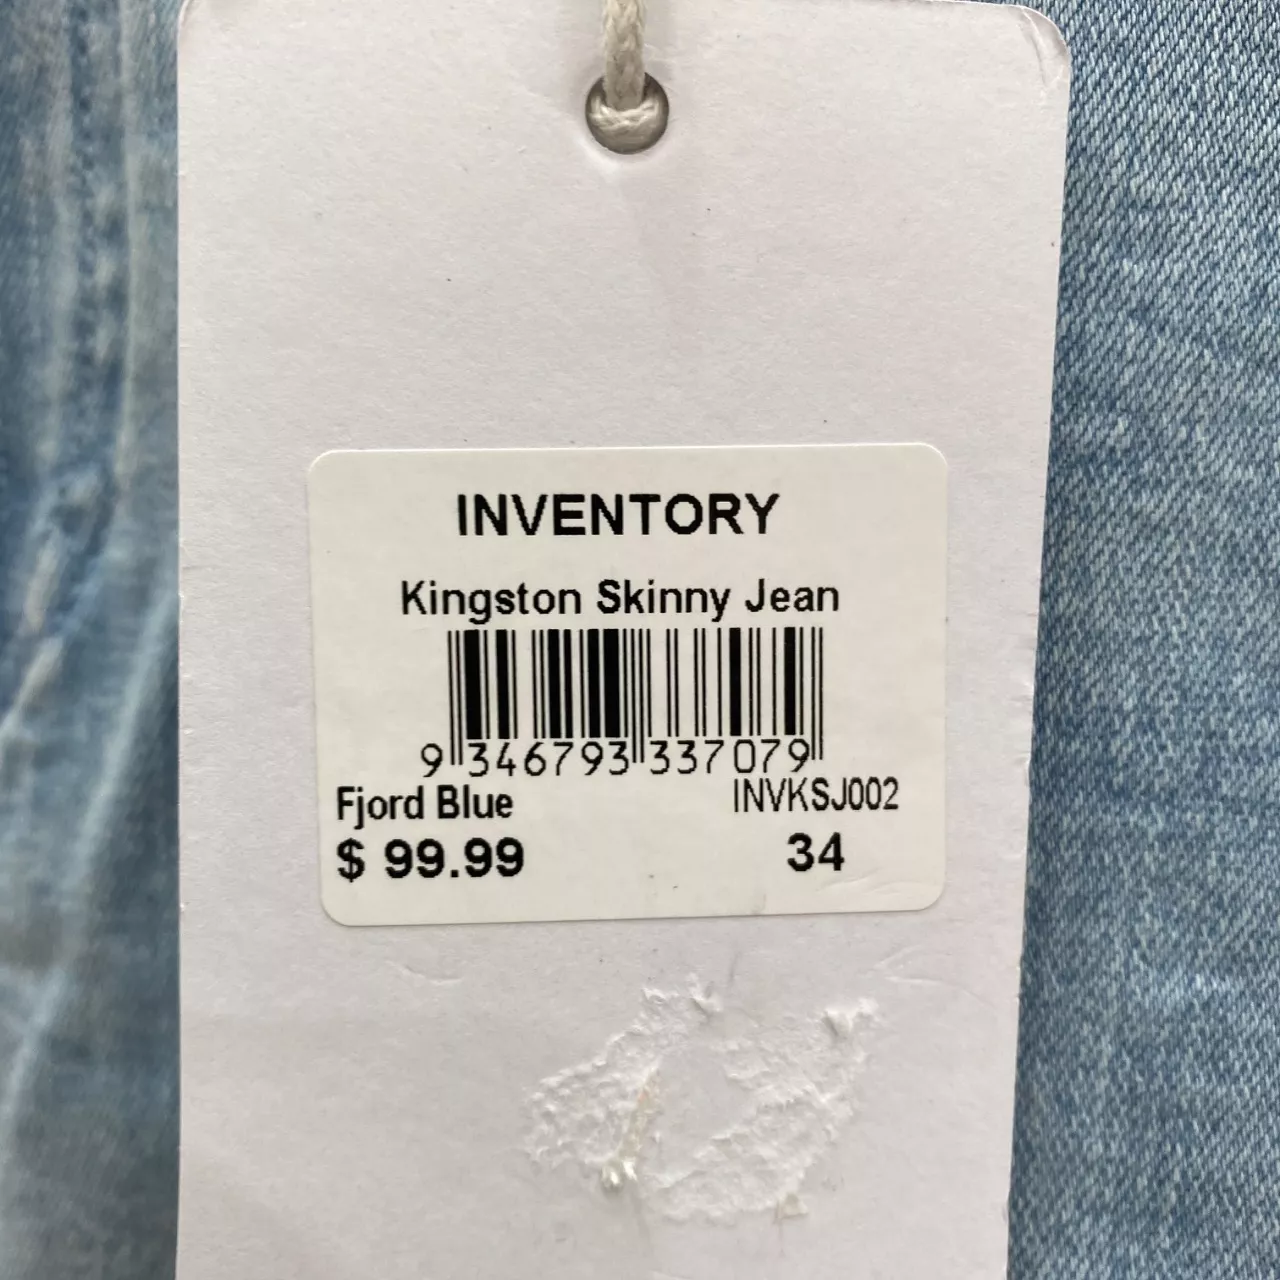 INVENTORY
Kingston Skinny Jean
9 346793 337079
Fjord Blue INVKSJ002
$ 99.99 34